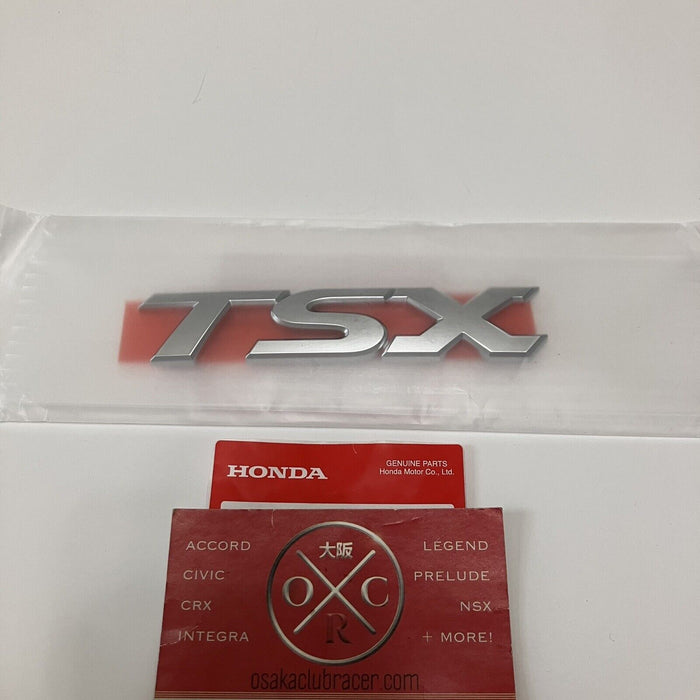 TSX
HONDA
GENUINE PARTS
Honda Motor Co., Ltd.
ACCORD
CIVIC
CRX
INTEGRA
大阪
O C
R
LEGEND
PRELUDE
NSX
+ MORE!
osakaclubracer.com